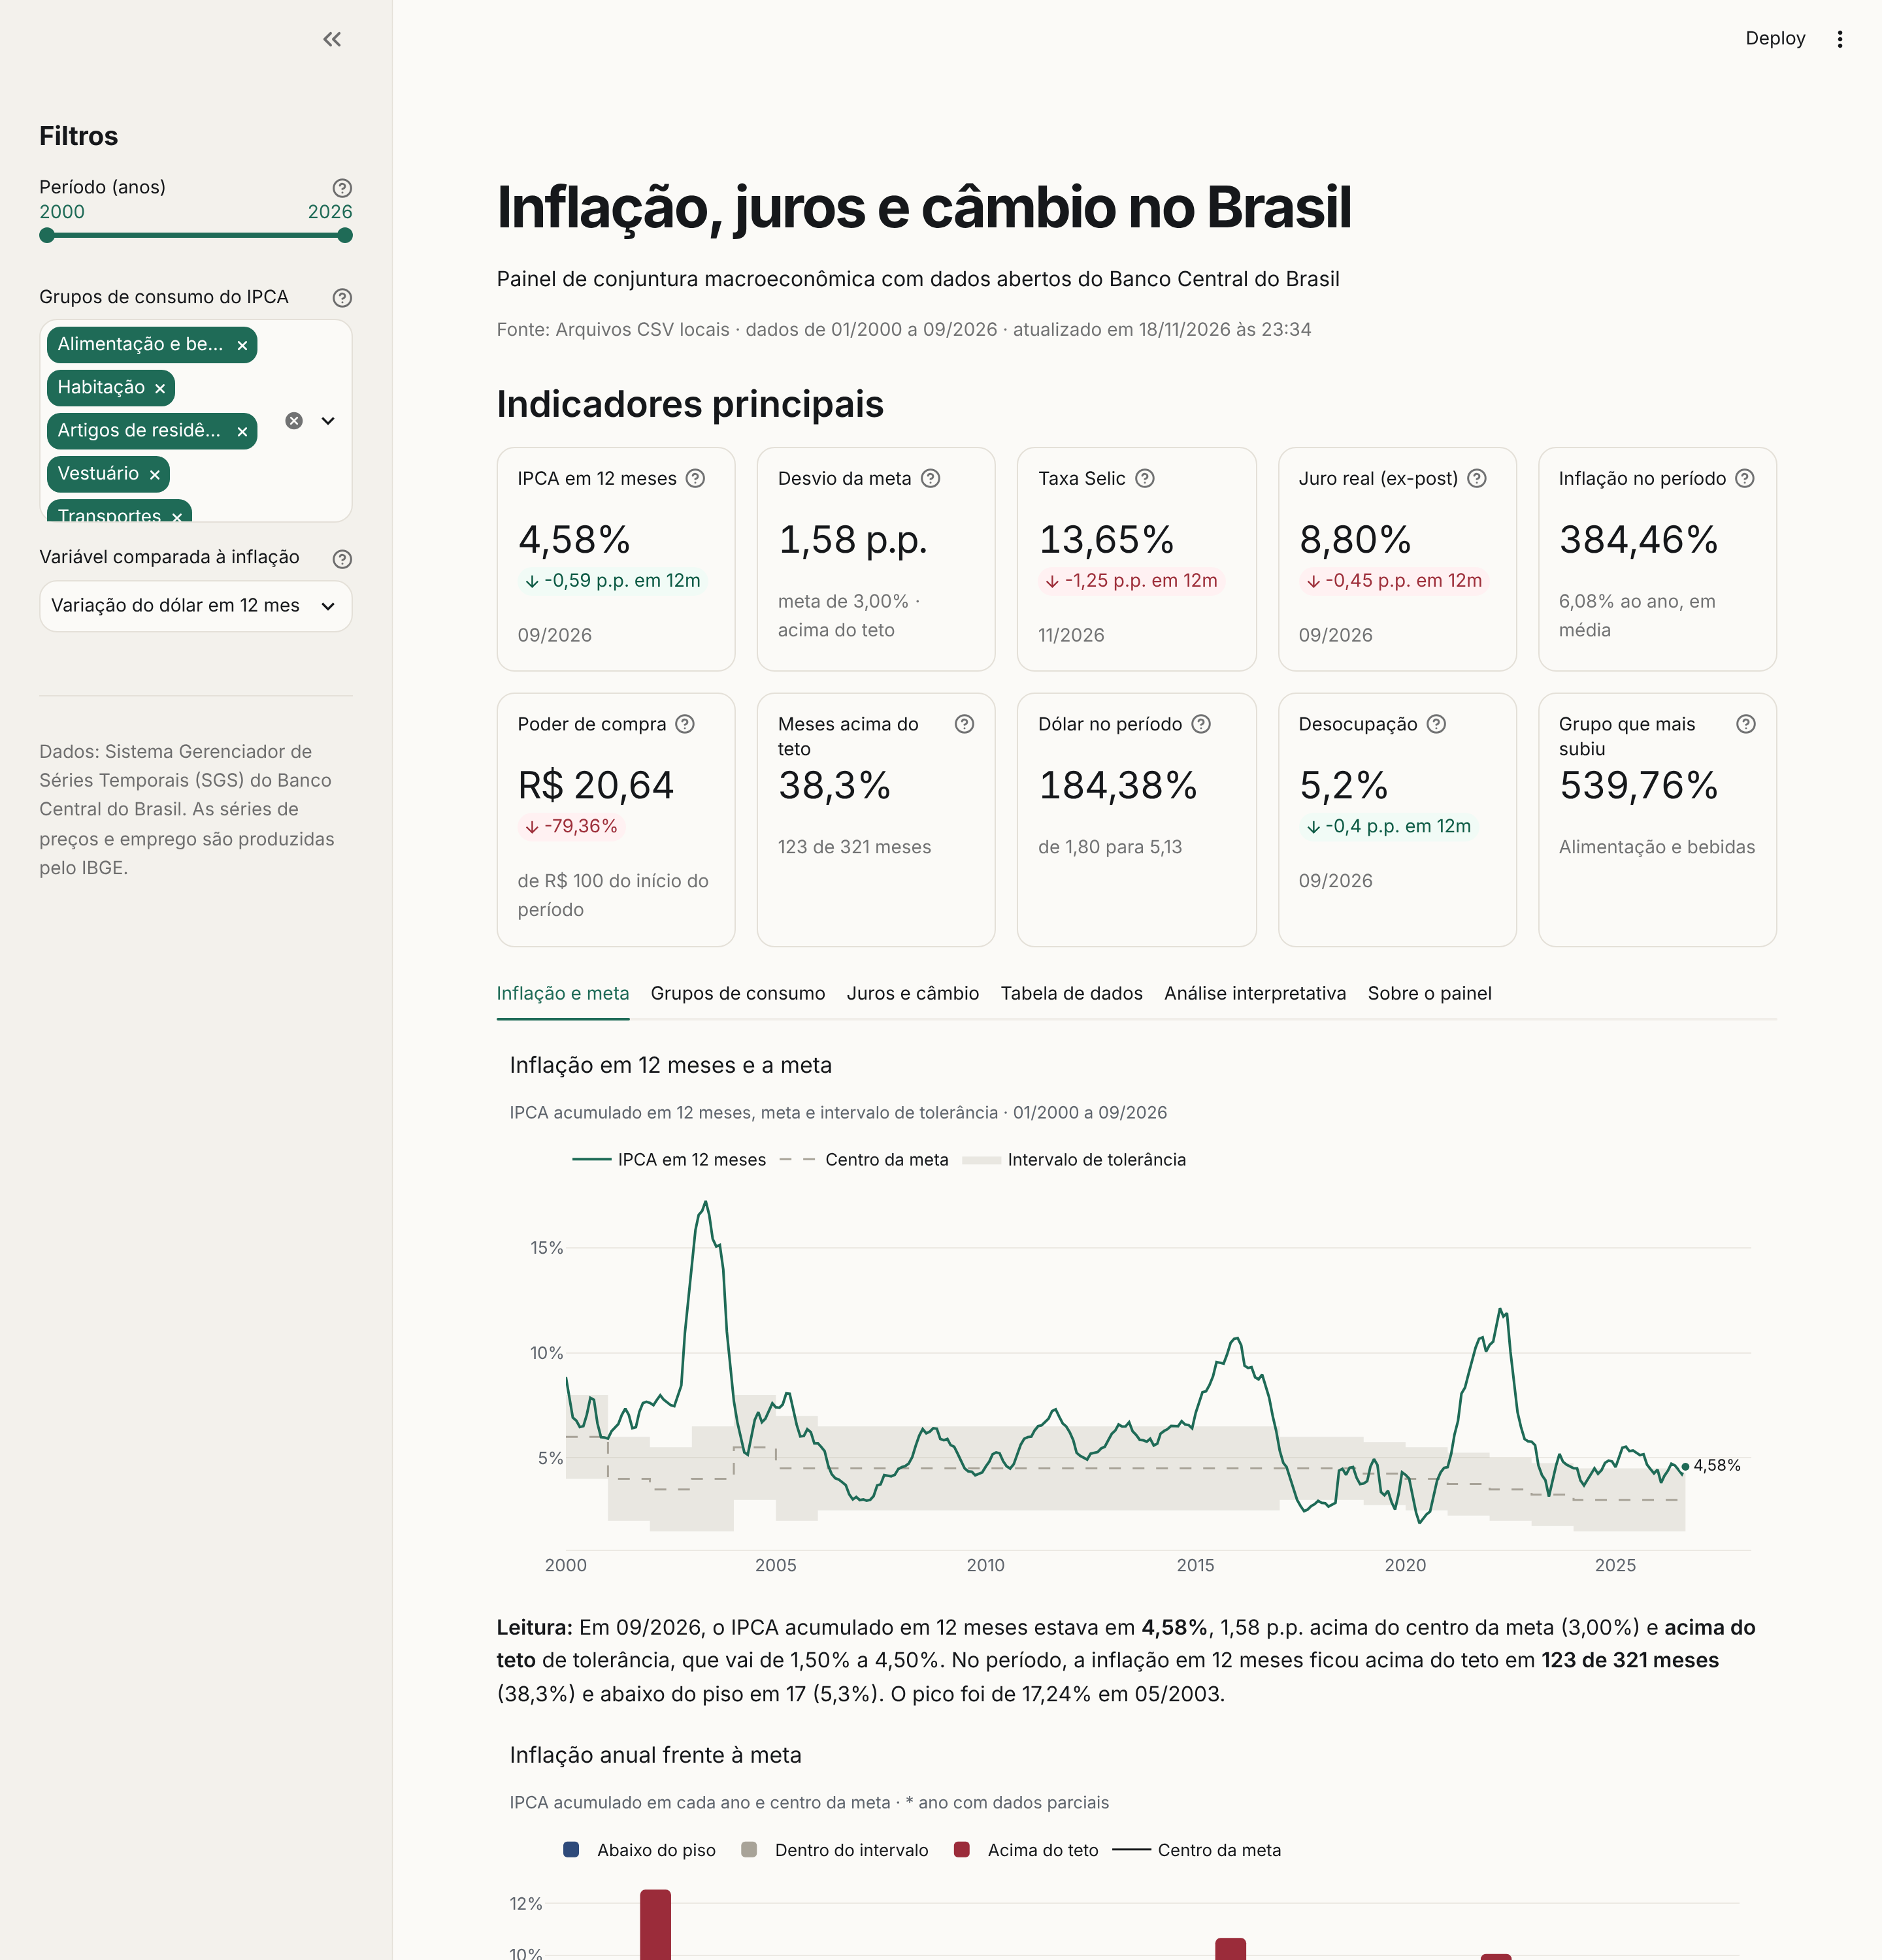 Deploy
Filtros
Período (anos)
2000 2026
Grupos de consumo do IPCA
Alimentação e be...
Habitação
Artigos de residê...
Vestuário
Transportes
Variável comparada à inflação
Variação do dólar em 12 mes
Dados: Sistema Gerenciador de
Séries Temporais (SGS) do Banco
Central do Brasil. As séries de
preços e emprego são produzidas
pelo IBGE.
Inflação, juros e câmbio no Brasil
Painel de conjuntura macroeconômica com dados abertos do Banco Central do Brasil
Fonte: Arquivos CSV locais · dados de 01/2000 a 09/2026 · atualizado em 18/11/2026 às 23:34
Indicadores principais
IPCA em 12 meses
4,58%
↓ -0,59 p.p. em 12m
09/2026
Desvio da meta
1,58 p.p.
meta de 3,00% ·
acima do teto
Taxa Selic
13,65%
↓ -1,25 p.p. em 12m
11/2026
Juro real (ex-post)
8,80%
↓ -0,45 p.p. em 12m
09/2026
Inflação no período
384,46%
6,08% ao ano, em
média
Poder de compra
R$ 20,64
↓ -79,36%
de R$ 100 do início do
período
Meses acima do
teto
38,3%
123 de 321 meses
Dólar no período
184,38%
de 1,80 para 5,13
Desocupação
5,2%
↓ -0,4 p.p. em 12m
09/2026
Grupo que mais
subiu
539,76%
Alimentação e bebidas
Inflação e meta Grupos de consumo Juros e câmbio Tabela de dados Análise interpretativa Sobre o painel
Inflação em 12 meses e a meta
IPCA acumulado em 12 meses, meta e intervalo de tolerância · 01/2000 a 09/2026
IPCA em 12 meses Centro da meta Intervalo de tolerância
15%
10%
5%
4,58%
2000 2005 2010 2015 2020 2025
Leitura: Em 09/2026, o IPCA acumulado em 12 meses estava em 4,58%, 1,58 p.p. acima do centro da meta (3,00%) e acima do
teto de tolerância, que vai de 1,50% a 4,50%. No período, a inflação em 12 meses ficou acima do teto em 123 de 321 meses
(38,3%) e abaixo do piso em 17 (5,3%). O pico foi de 17,24% em 05/2003.
Inflação anual frente à meta
IPCA acumulado em cada ano e centro da meta · * ano com dados parciais
Abaixo do piso Dentro do intervalo Acima do teto Centro da meta
12%
10%